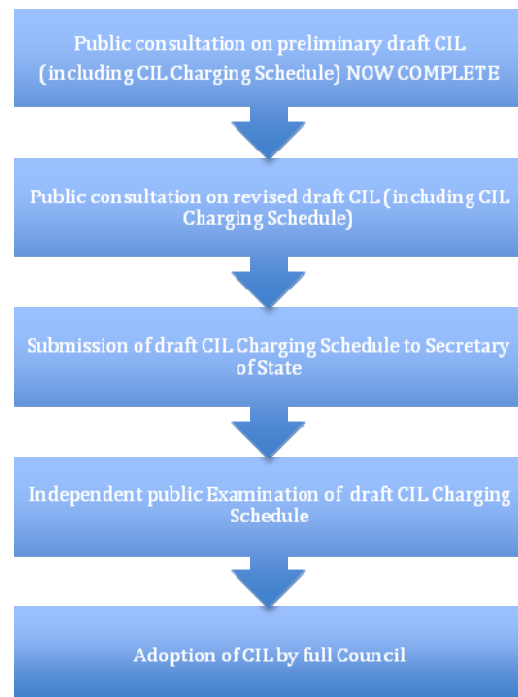 Public consultation on preliminary draft CIL
(including CIL Charging Schedule) NOW COMPLETE
Public consultation on revised draft CIL (including CIL
Charging Schedule)
Submission of draft CIL Charging Schedule to Secretary
of State
Independent public Examination of draft CIL Charging
Schedule
Adoption of CIL by full Council